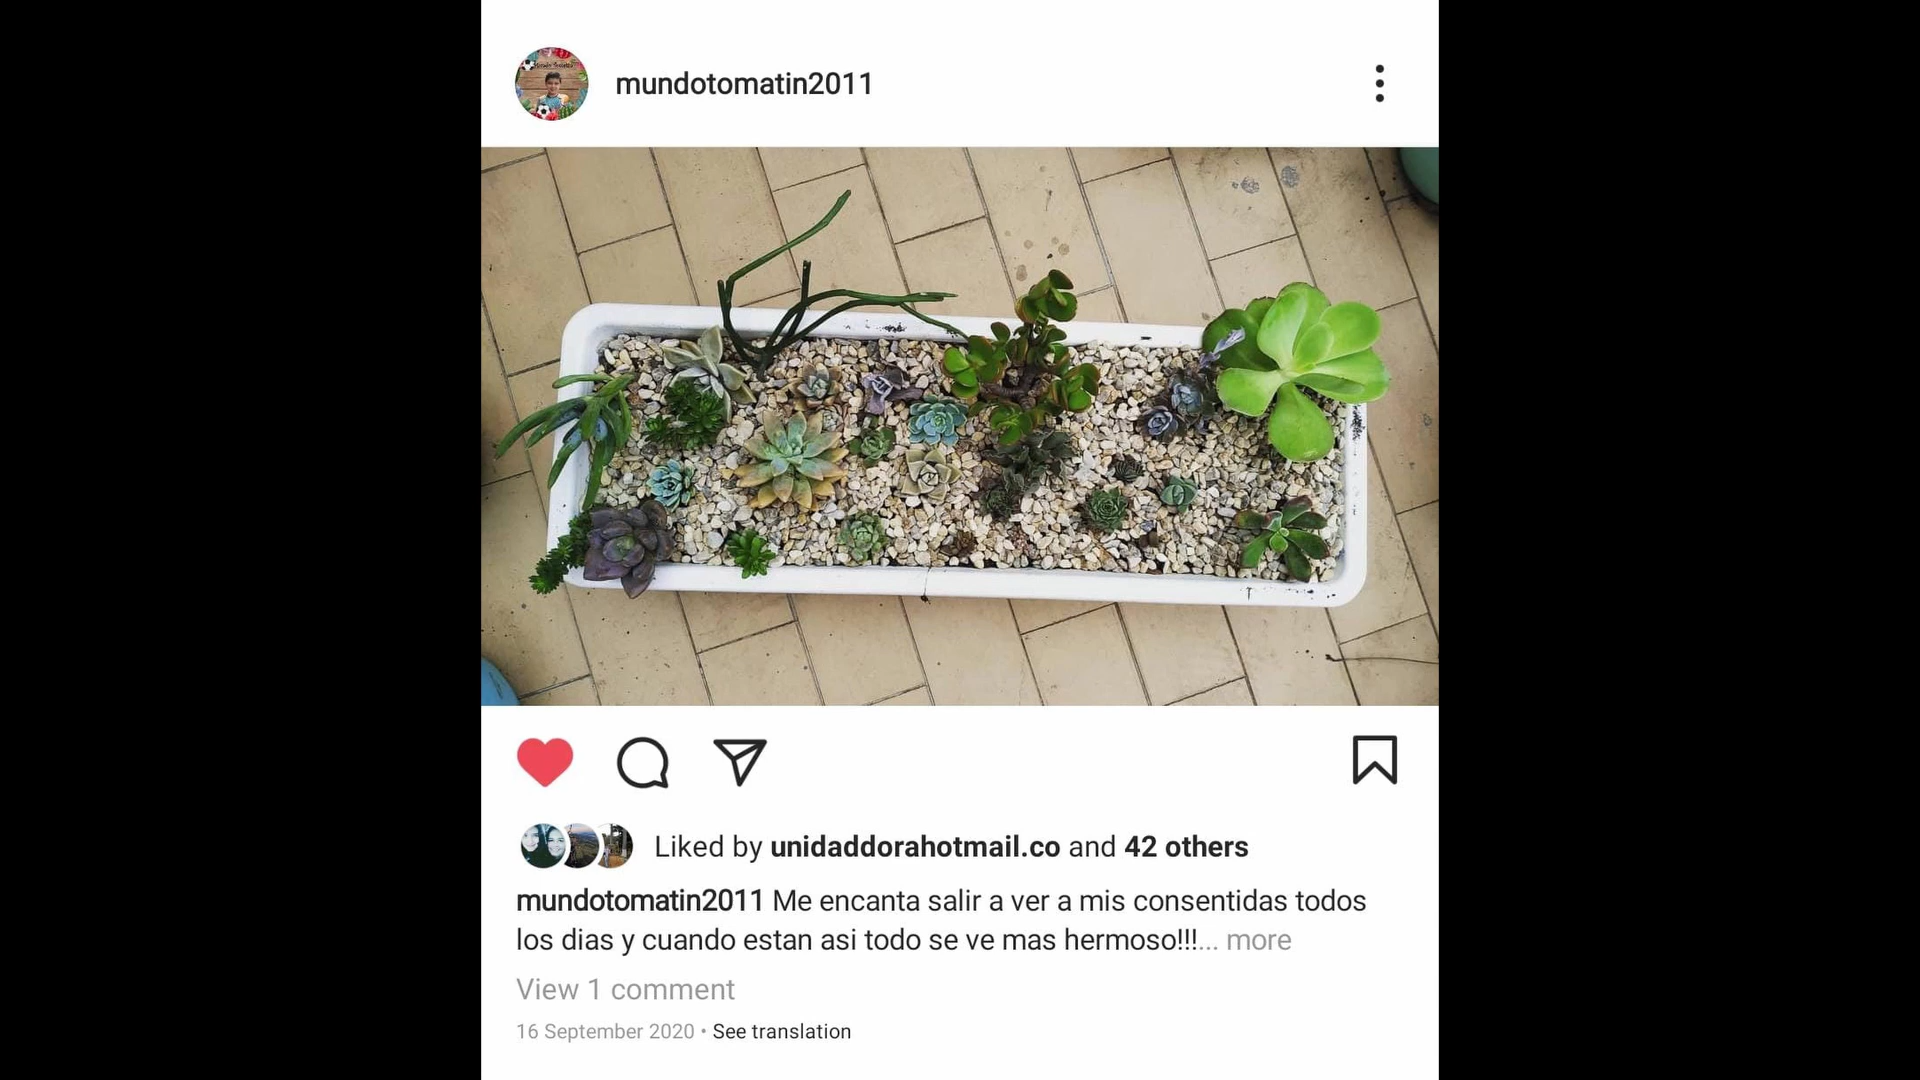 mundotomatin2011
Liked by unidaddorahotmail.co and 42 others
mundotomatin2011 Me encanta salir a ver a mis consentidas todos
los dias y cuando estan asi todo se ve mas hermoso!!!... more
View 1 comment
16 September 2020 • See translation